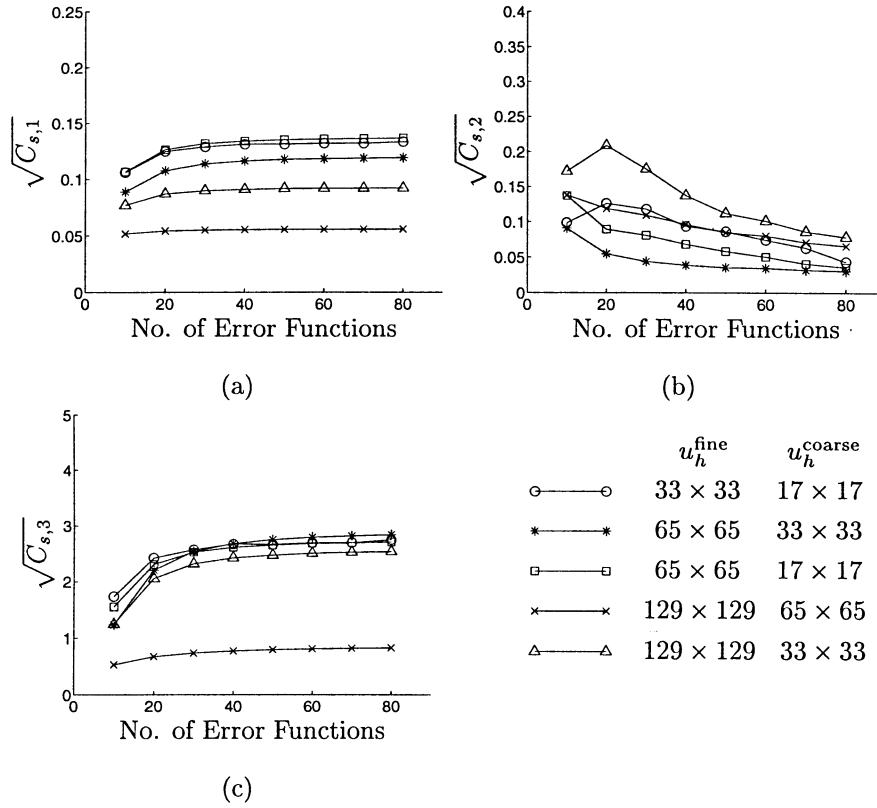 0.25
0.2
0.15
0.1
0.05
0
√C_{s,1}
0 20 40 60 80
No. of Error Functions
(a)
0.4
0.35
0.3
0.25
0.2
0.15
0.1
0.05
0
√C_{s,2}
0 20 40 60 80
No. of Error Functions
(b)
5
4
3
2
1
0
√C_{s,3}
0 20 40 60 80
No. of Error Functions
(c)
u_h^{fine} u_h^{coarse}
33 × 33 17 × 17
65 × 65 33 × 33
65 × 65 17 × 17
129 × 129 65 × 65
129 × 129 33 × 33